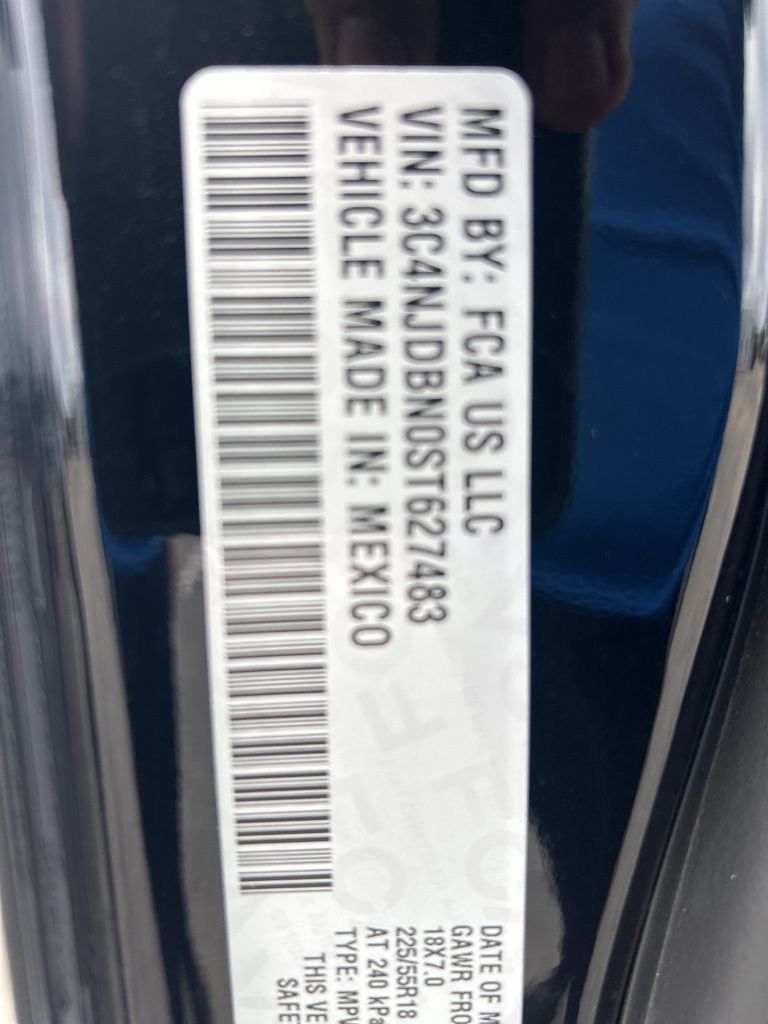 MFD BY: FCA US LLC
VIN: 3C4NJDBN0ST627483
VEHICLE MADE IN: MEXICO
DATE OF M
GAWR FRO
18X7.0
225/55R18
AT 240 kPa
TYPE: MPV
THIS VE
SAFE